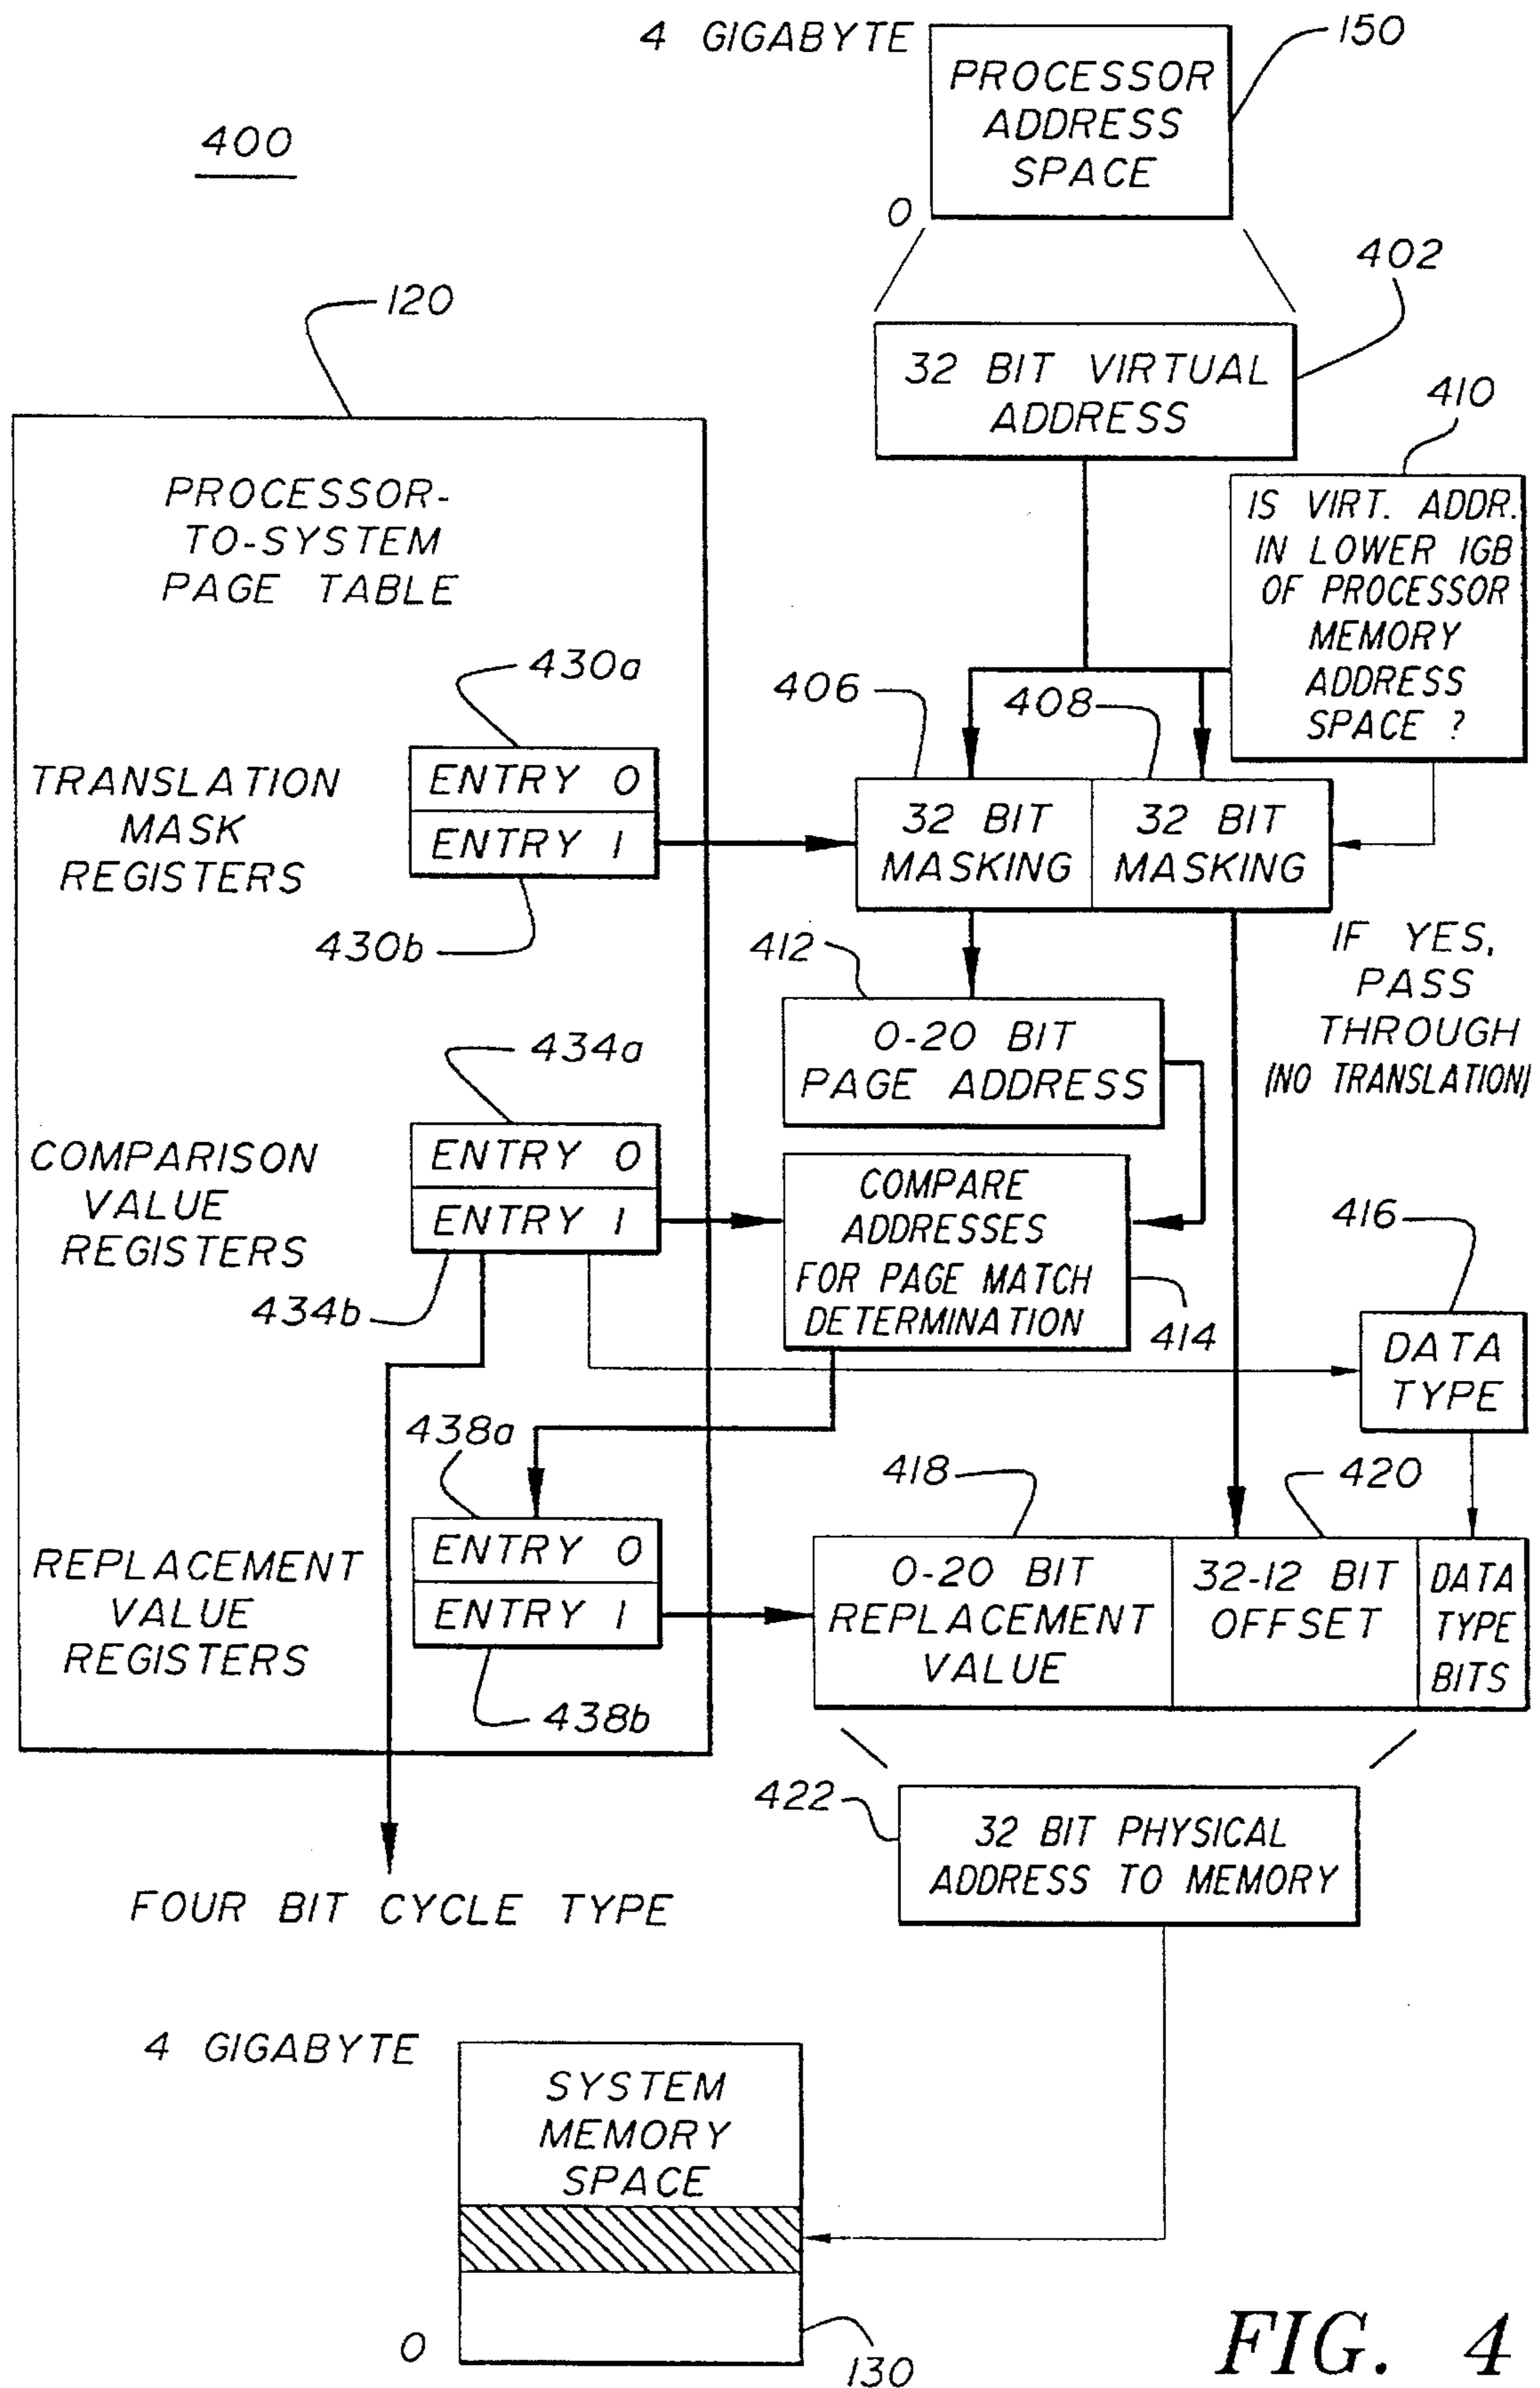 4 GIGABYTE
PROCESSOR
ADDRESS
SPACE
0
150
400
402
32 BIT VIRTUAL
ADDRESS
120
410
IS VIRT. ADDR.
IN LOWER 1GB
OF PROCESSOR
MEMORY
ADDRESS
SPACE ?
PROCESSOR-
TO-SYSTEM
PAGE TABLE
430a
406
408
TRANSLATION
MASK
REGISTERS
ENTRY 0
ENTRY 1
430b
32 BIT
MASKING
32 BIT
MASKING
IF YES,
PASS
THROUGH
(NO TRANSLATION)
412
0-20 BIT
PAGE ADDRESS
434a
COMPARISON
VALUE
REGISTERS
ENTRY 0
ENTRY 1
434b
COMPARE
ADDRESSES
FOR PAGE MATCH
DETERMINATION
414
416
DATA
TYPE
438a
418
420
REPLACEMENT
VALUE
REGISTERS
ENTRY 0
ENTRY 1
438b
0-20 BIT
REPLACEMENT
VALUE
32-12 BIT
OFFSET
DATA
TYPE
BITS
422
32 BIT PHYSICAL
ADDRESS TO MEMORY
FOUR BIT CYCLE TYPE
4 GIGABYTE
SYSTEM
MEMORY
SPACE
0
130
FIG. 4